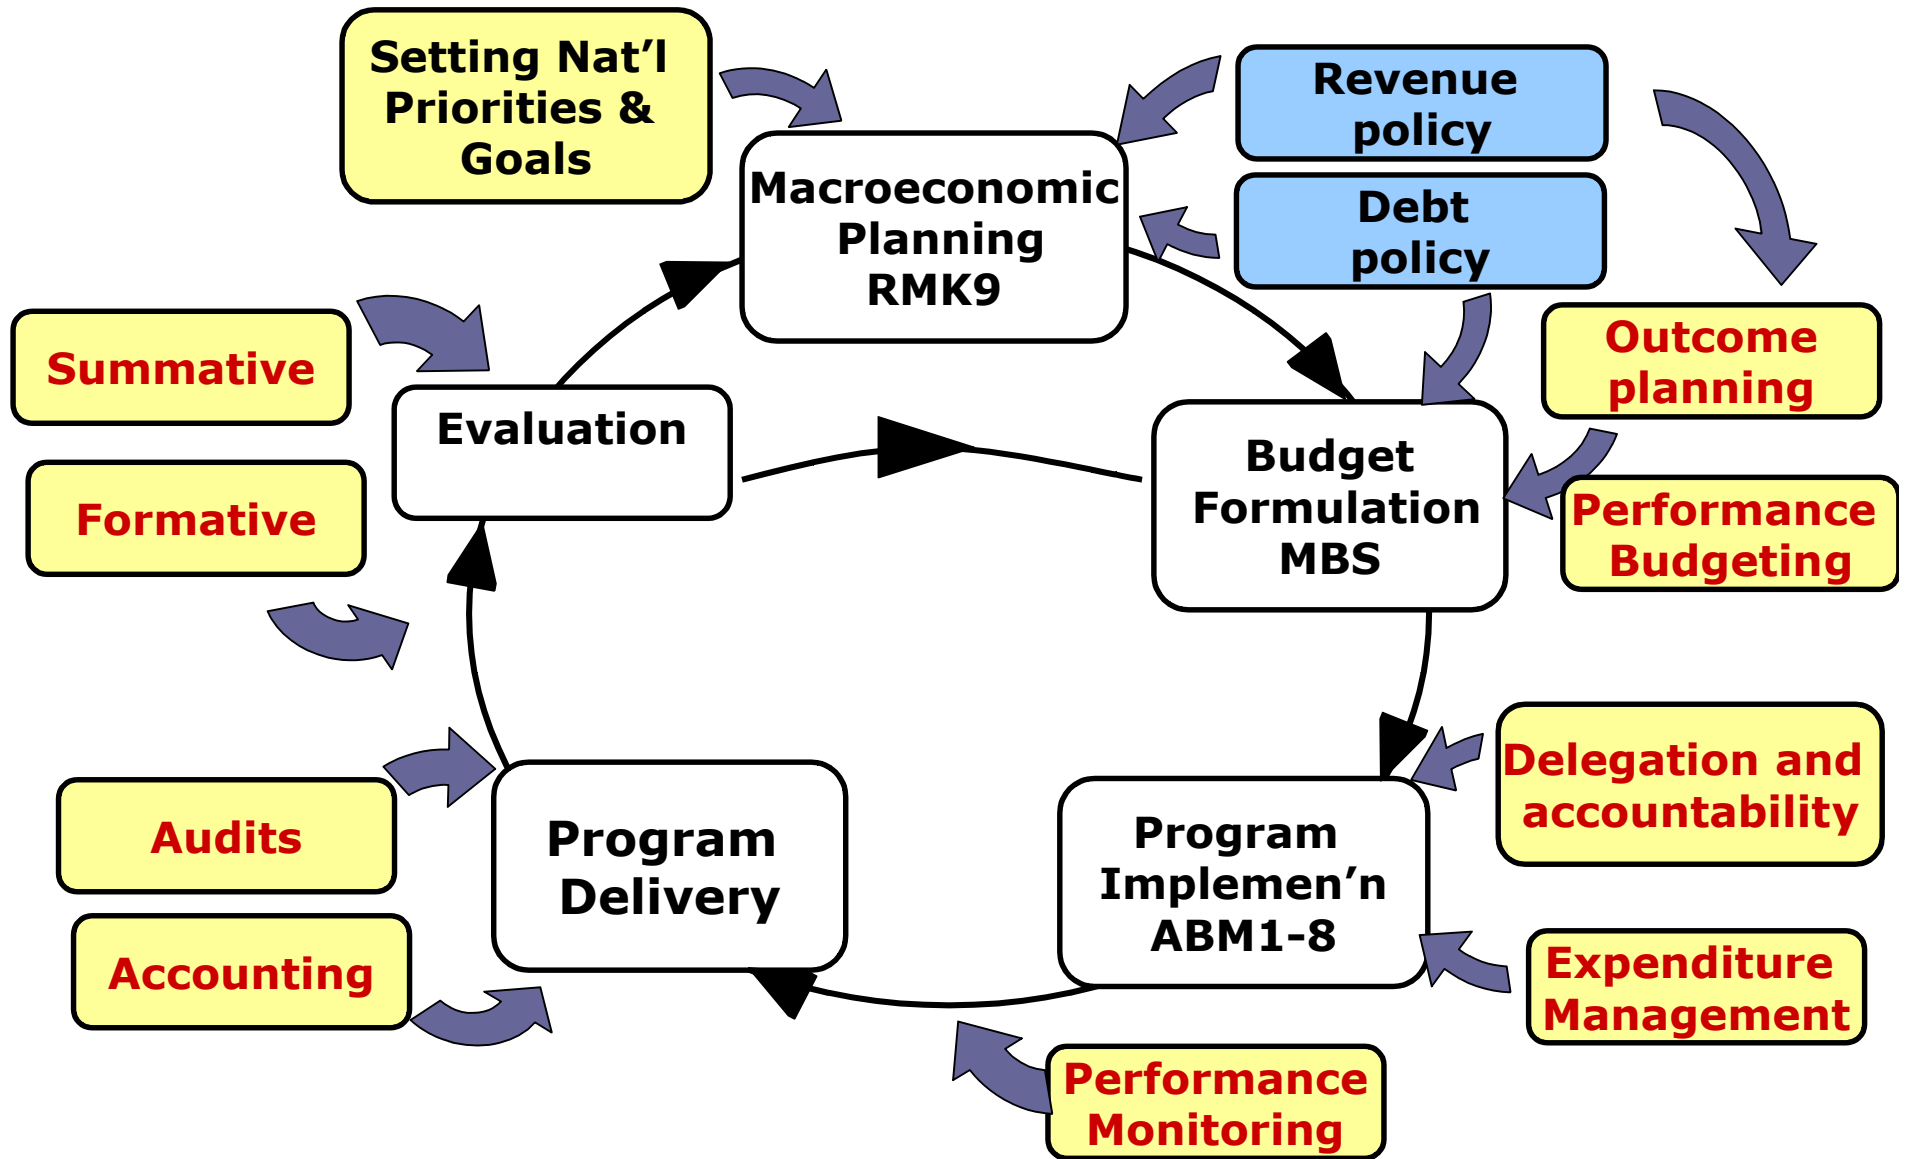 Setting Nat’l
Priorities &
Goals
Revenue
policy
Macroeconomic
Planning
RMK9
Debt
policy
Summative
Outcome
planning
Evaluation
Formative
Budget
Formulation
MBS
Performance
Budgeting
Delegation and
accountability
Audits
Program
Delivery
Program
Implemen’n
ABM1-8
Accounting
Expenditure
Management
Performance
Monitoring